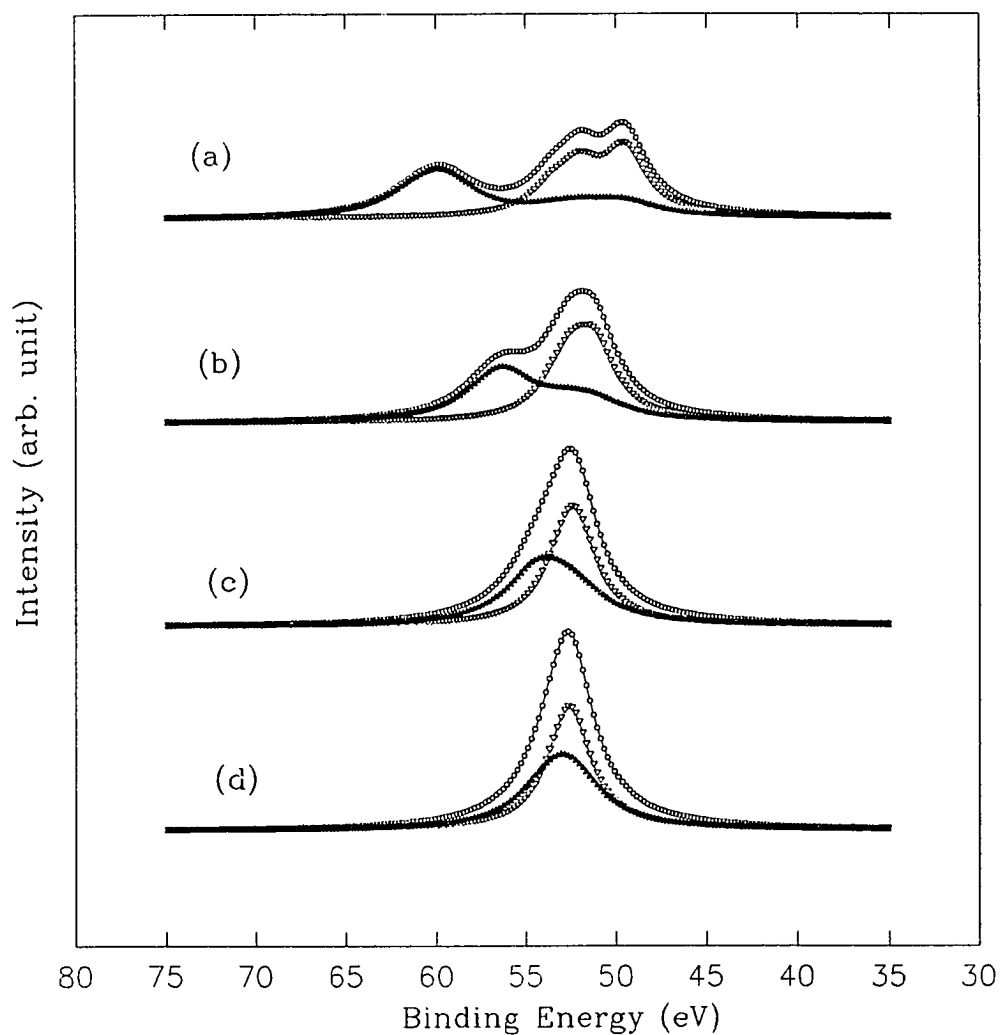 (a)
(b)
(c)
(d)
Intensity (arb. unit)
80 75 70 65 60 55 50 45 40 35 30
Binding Energy (eV)